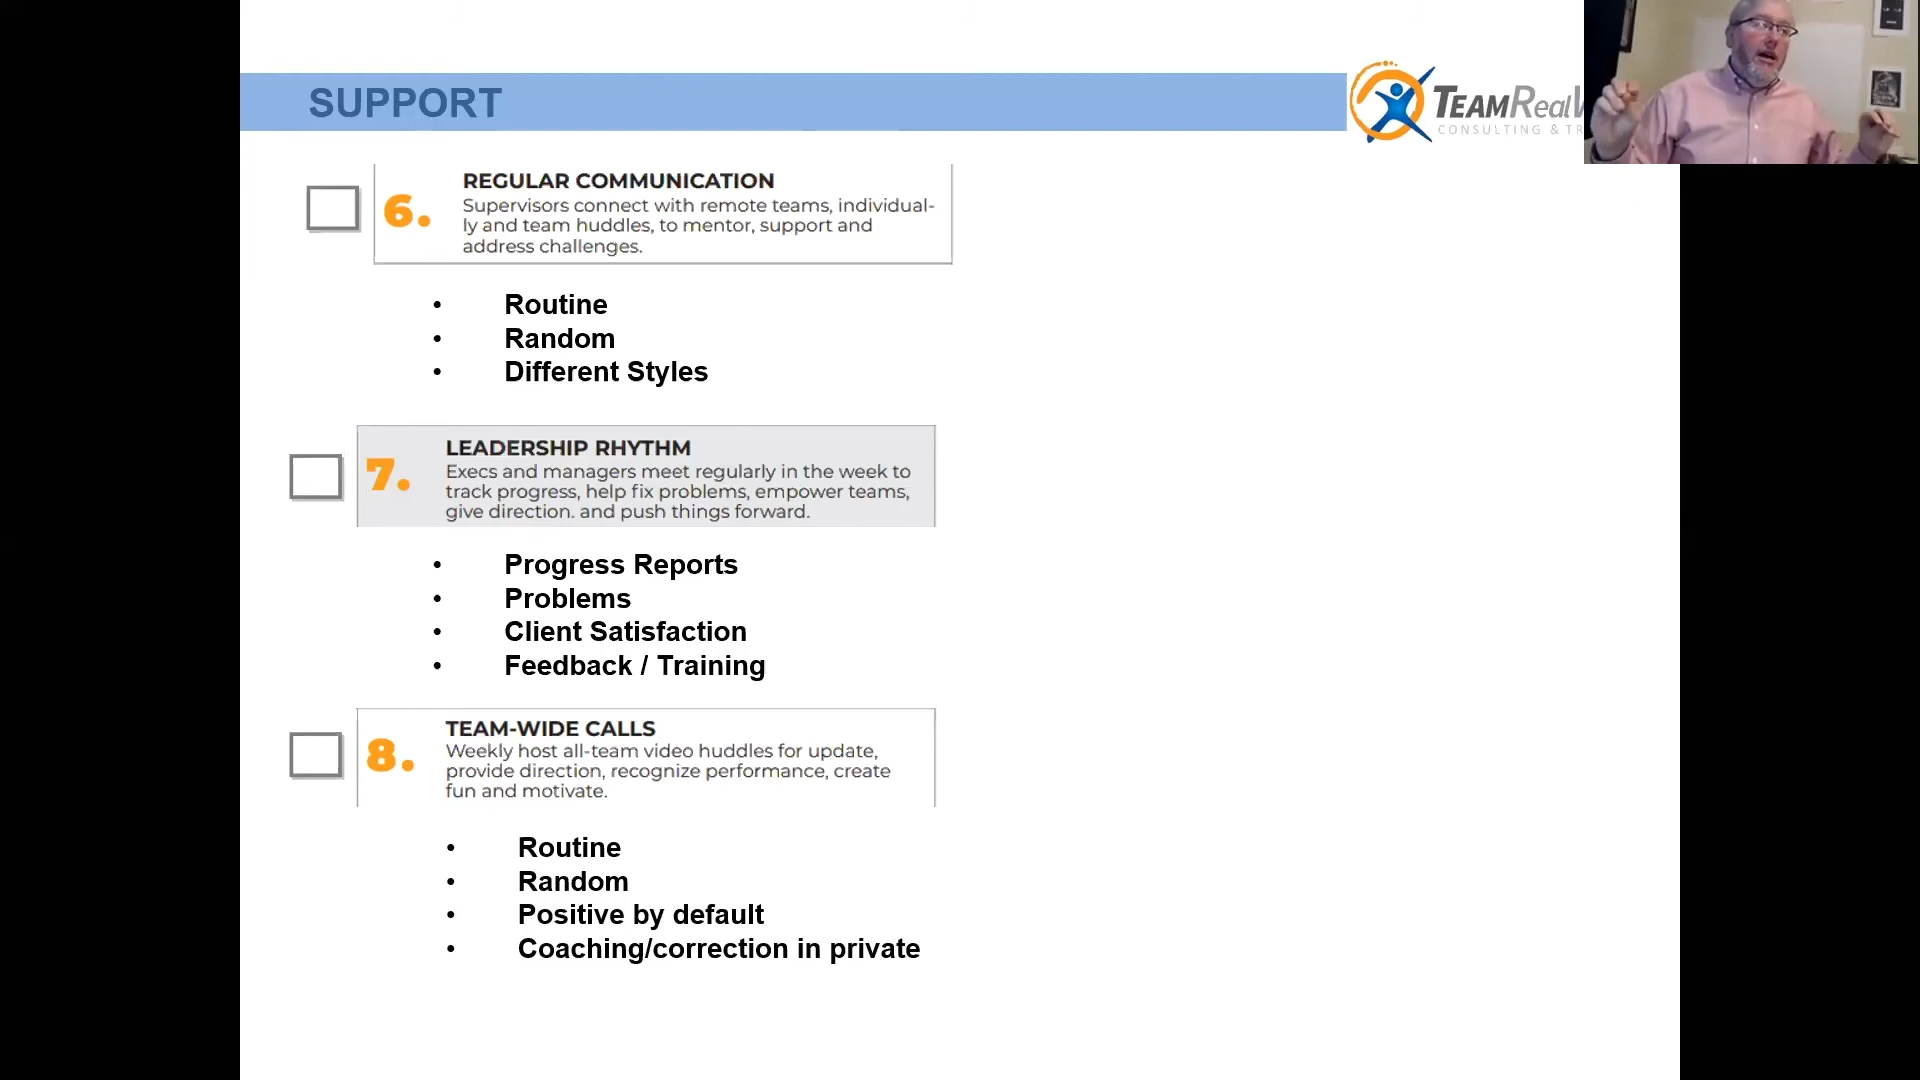 SUPPORT
TEAMReal
CONSULTING & TR
6.
REGULAR COMMUNICATION
Supervisors connect with remote teams, individual-
ly and team huddles, to mentor, support and
address challenges.
• Routine
• Random
• Different Styles
7.
LEADERSHIP RHYTHM
Execs and managers meet regularly in the week to
track progress, help fix problems, empower teams,
give direction. and push things forward.
• Progress Reports
• Problems
• Client Satisfaction
• Feedback / Training
8.
TEAM-WIDE CALLS
Weekly host all-team video huddles for update,
provide direction, recognize performance, create
fun and motivate.
• Routine
• Random
• Positive by default
• Coaching/correction in private